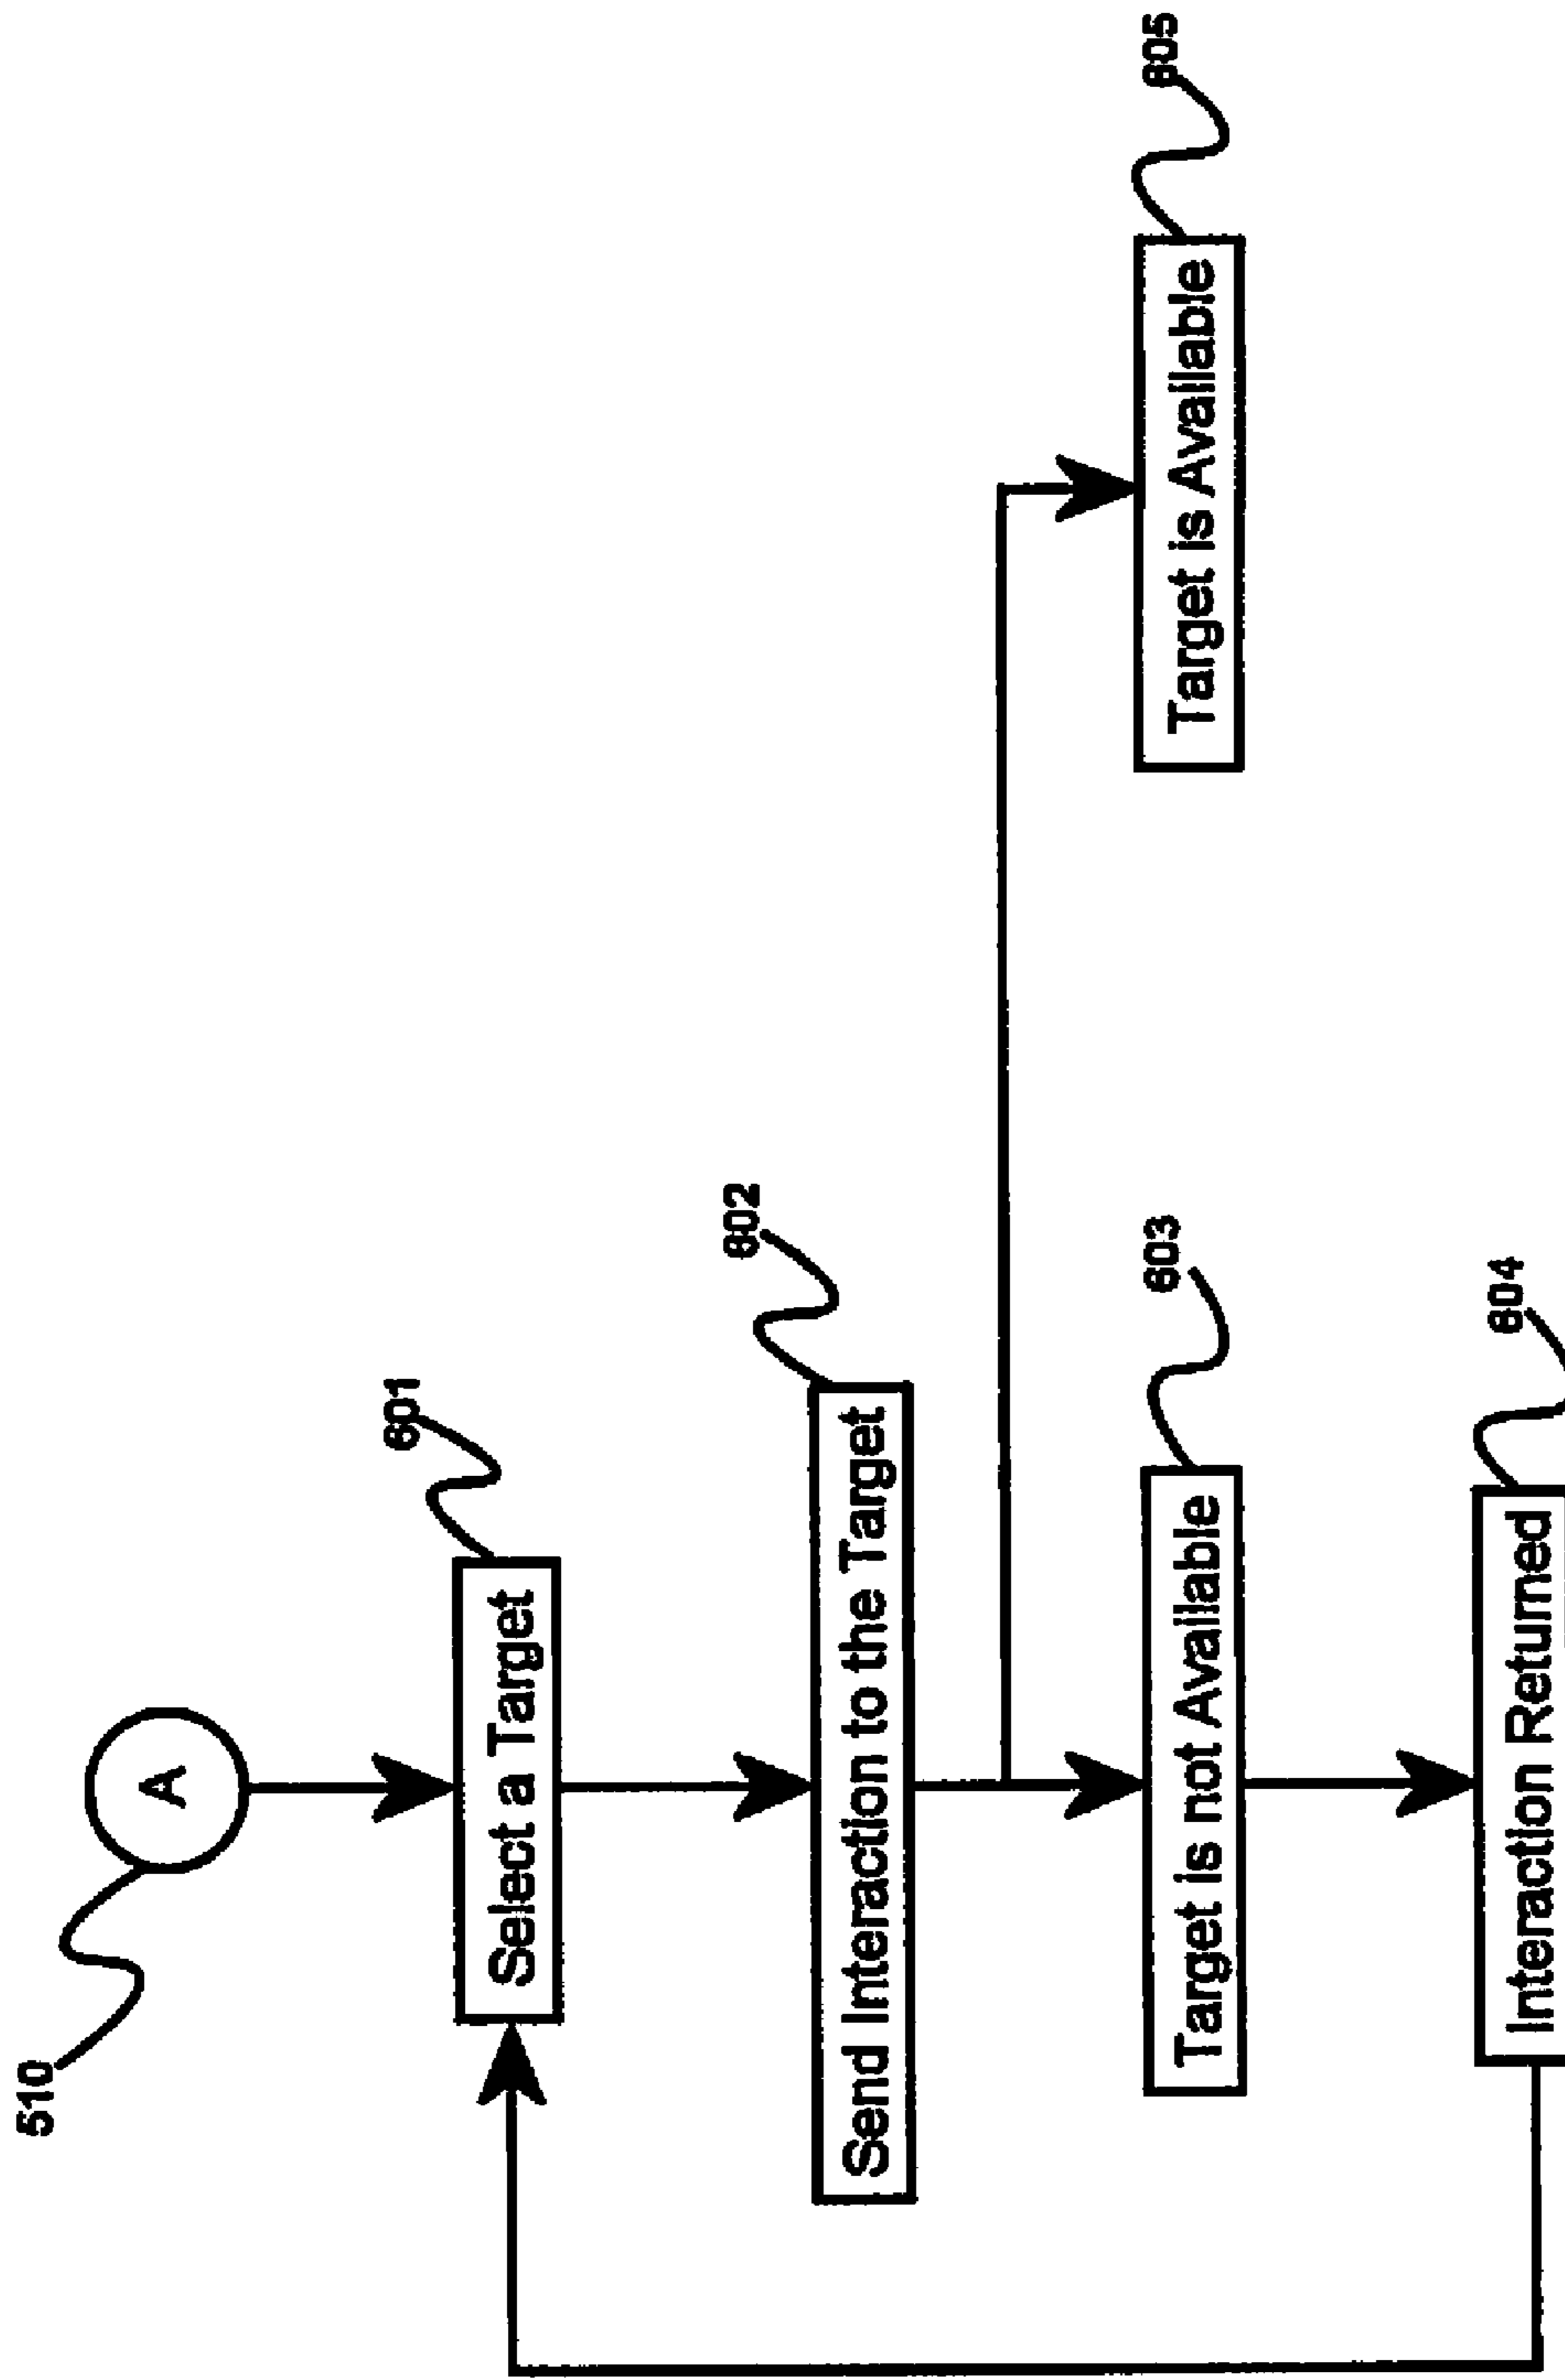 510
A
601
Select a Target
602
Send Interaction to the Target
603
Target is not Available
605
Target is Available
604
Interaction Returned